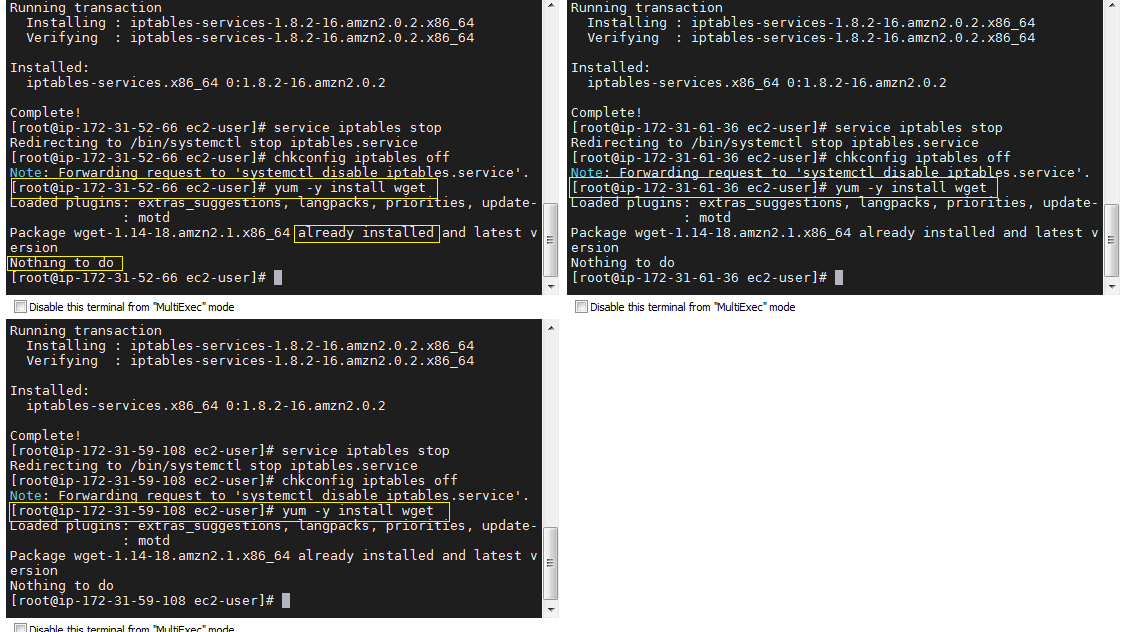 Running transaction
  Installing : iptables-services-1.8.2-16.amzn2.0.2.x86_64
  Verifying  : iptables-services-1.8.2-16.amzn2.0.2.x86_64
Installed:
  iptables-services.x86_64 0:1.8.2-16.amzn2.0.2
Complete!
[root@ip-172-31-52-66 ec2-user]# service iptables stop
Redirecting to /bin/systemctl stop iptables.service
[root@ip-172-31-52-66 ec2-user]# chkconfig iptables off
Note: Forwarding request to 'systemctl disable iptables.service'.
[root@ip-172-31-52-66 ec2-user]# yum -y install wget
Loaded plugins: extras_suggestions, langpacks, priorities, update-
              : motd
Package wget-1.14-18.amzn2.1.x86_64 already installed and latest v
ersion
Nothing to do
[root@ip-172-31-52-66 ec2-user]#
Disable this terminal from "MultiExec" mode
Running transaction
  Installing : iptables-services-1.8.2-16.amzn2.0.2.x86_64
  Verifying  : iptables-services-1.8.2-16.amzn2.0.2.x86_64
Installed:
  iptables-services.x86_64 0:1.8.2-16.amzn2.0.2
Complete!
[root@ip-172-31-61-36 ec2-user]# service iptables stop
Redirecting to /bin/systemctl stop iptables.service
[root@ip-172-31-61-36 ec2-user]# chkconfig iptables off
Note: Forwarding request to 'systemctl disable iptables.service'.
[root@ip-172-31-61-36 ec2-user]# yum -y install wget
Loaded plugins: extras_suggestions, langpacks, priorities, update-
              : motd
Package wget-1.14-18.amzn2.1.x86_64 already installed and latest v
ersion
Nothing to do
[root@ip-172-31-61-36 ec2-user]#
Disable this terminal from "MultiExec" mode
Running transaction
  Installing : iptables-services-1.8.2-16.amzn2.0.2.x86_64
  Verifying  : iptables-services-1.8.2-16.amzn2.0.2.x86_64
Installed:
  iptables-services.x86_64 0:1.8.2-16.amzn2.0.2
Complete!
[root@ip-172-31-59-108 ec2-user]# service iptables stop
Redirecting to /bin/systemctl stop iptables.service
[root@ip-172-31-59-108 ec2-user]# chkconfig iptables off
Note: Forwarding request to 'systemctl disable iptables.service'.
[root@ip-172-31-59-108 ec2-user]# yum -y install wget
Loaded plugins: extras_suggestions, langpacks, priorities, update-
              : motd
Package wget-1.14-18.amzn2.1.x86_64 already installed and latest v
ersion
Nothing to do
[root@ip-172-31-59-108 ec2-user]#
Disable this terminal from "MultiExec" mode